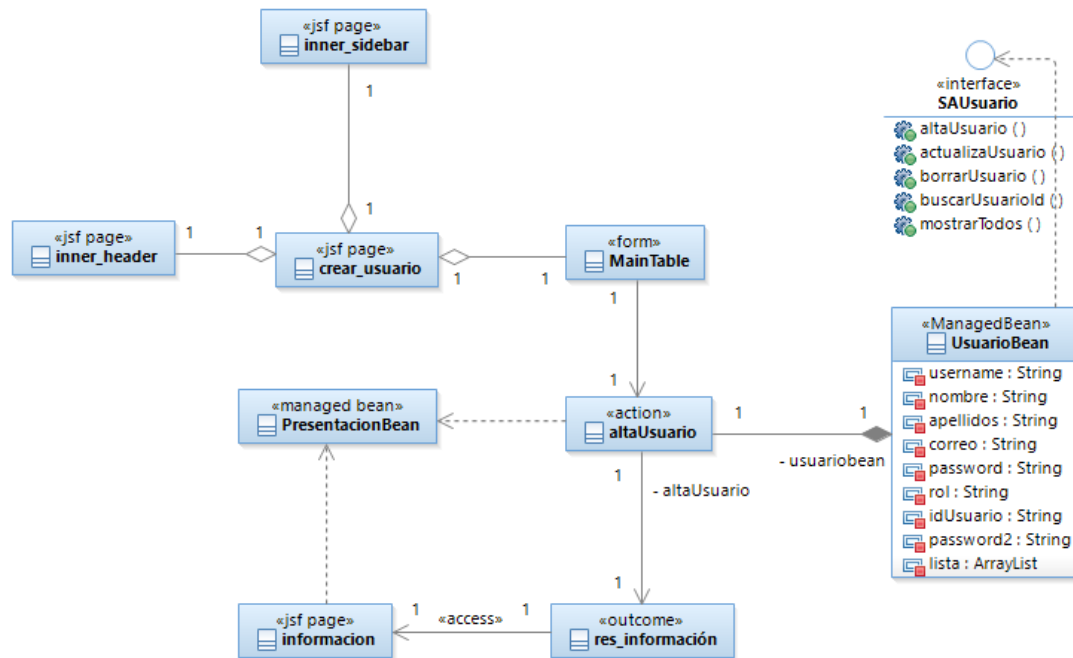 «jsf page»
inner_sidebar
1
1
«jsf page»
inner_header
1
1
«jsf page»
crear_usuario
1
1
«form»
MainTable
1
1
«interface»
SAUsuario
altaUsuario ( )
actualizaUsuario ( )
borrarUsuario ( )
buscarUsuarioId ( )
mostrarTodos ( )
«ManagedBean»
UsuarioBean
username : String
nombre : String
apellidos : String
correo : String
password : String
rol : String
idUsuario : String
password2 : String
lista : ArrayList
«managed bean»
PresentacionBean
«action»
altaUsuario
1
1
- usuariobean
1
- altaUsuario
1
«jsf page»
informacion
1
«access»
1
«outcome»
res_información